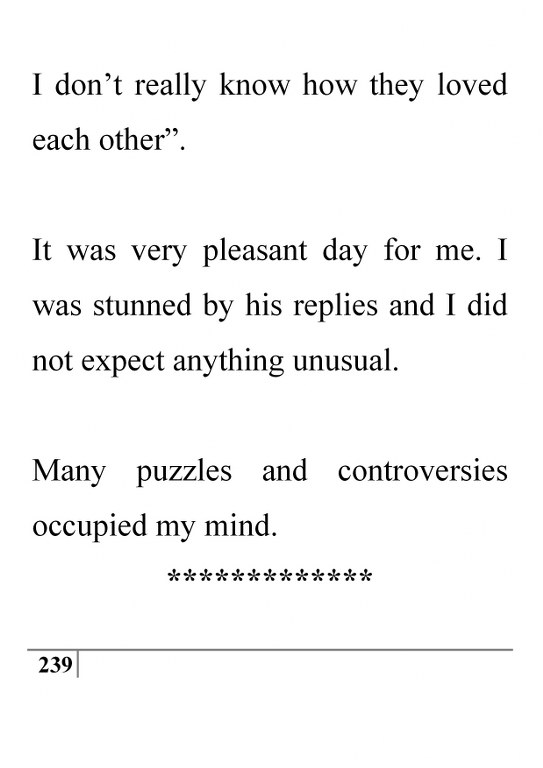 I don’t really know how they loved
each other”.
It was very pleasant day for me. I
was stunned by his replies and I did
not expect anything unusual.
Many puzzles and controversies
occupied my mind.
*************
239